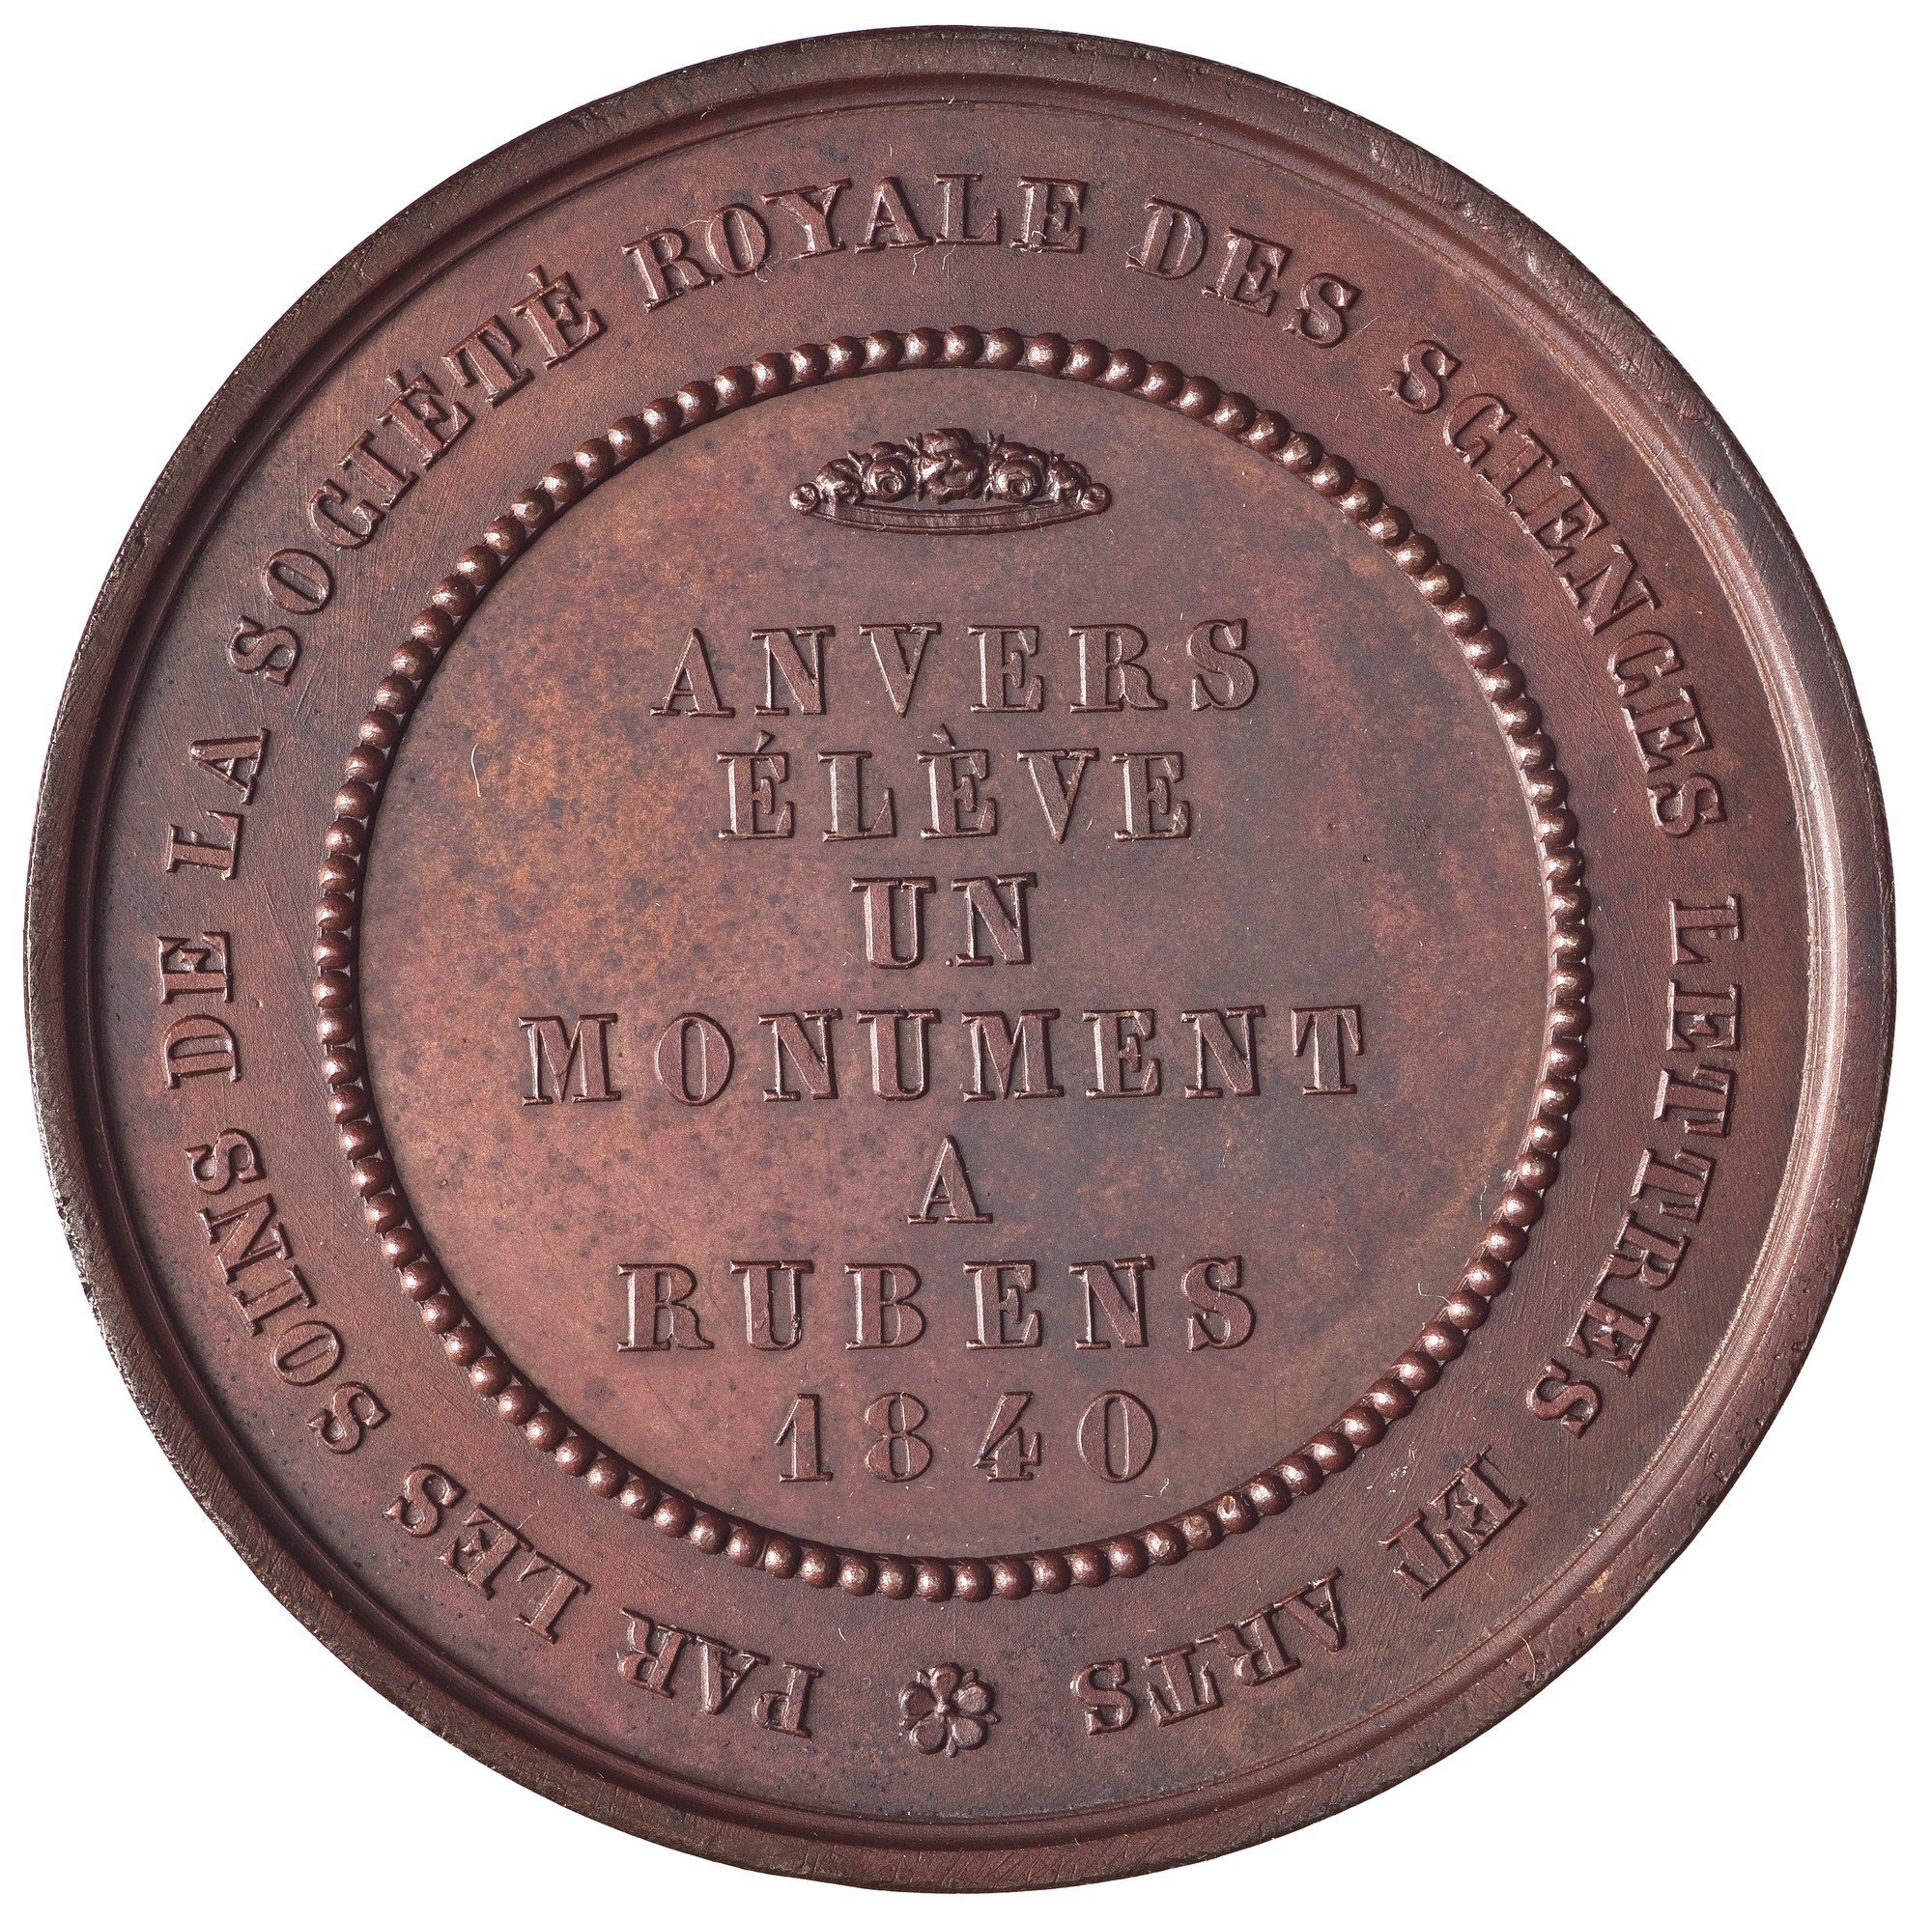 PAR LES SOINS DE LA SOCIÉTÉ ROYALE DES SCIENCES LETTRES ET ARTS
ANVERS
ÉLÈVE
UN
MONUMENT
A
RUBENS
1840